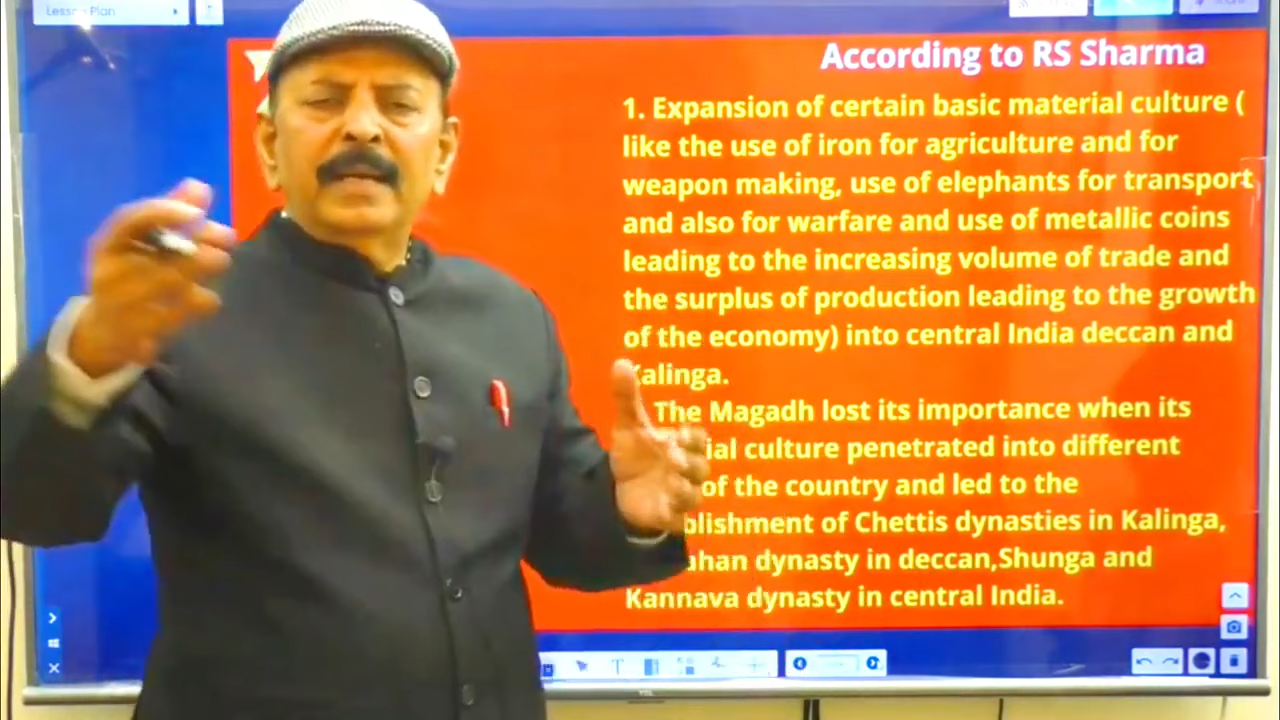 Lesson Plan
According to RS Sharma
1. Expansion of certain basic material culture (
like the use of iron for agriculture and for
weapon making, use of elephants for transport
and also for warfare and use of metallic coins
leading to the increasing volume of trade and
the surplus of production leading to the growth
of the economy) into central India deccan and
Kalinga.
The Magadh lost its importance when its
culture penetrated into different
of the country and led to the
of Chettis dynasties in Kalinga,
dynasty in deccan,Shunga and
Kannava dynasty in central India.
TCL